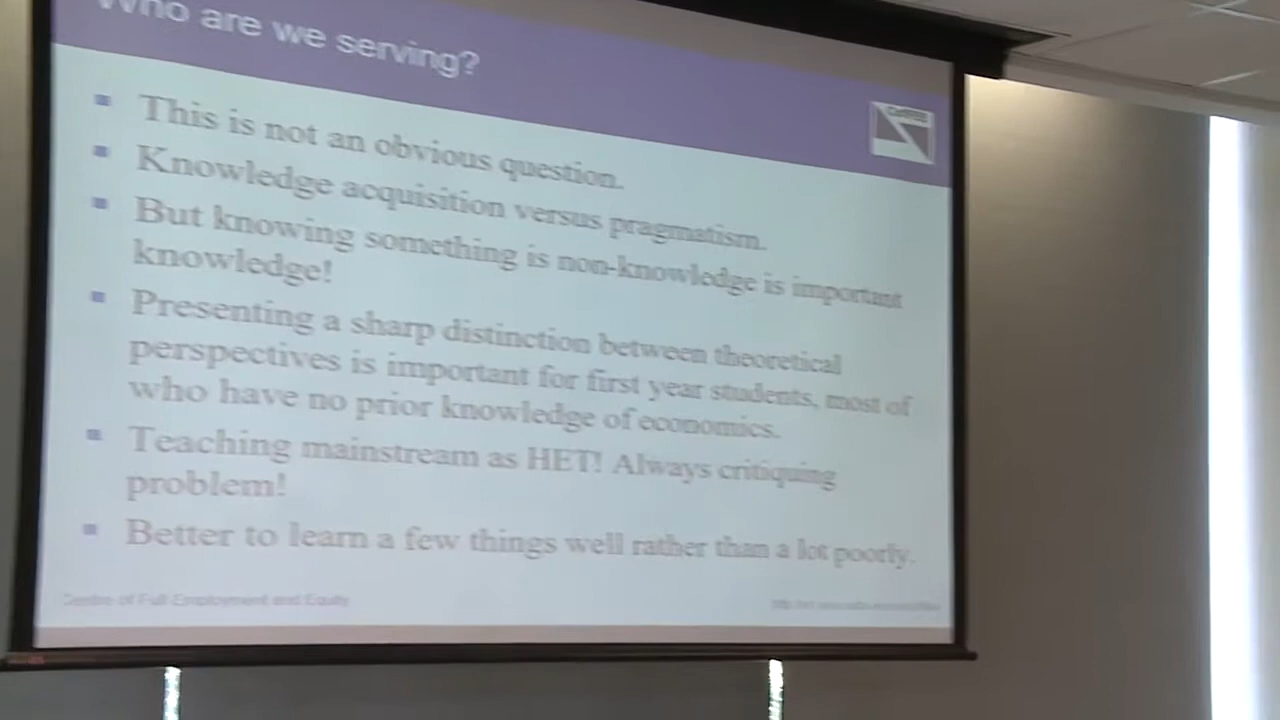 Who are we serving?
This is not an obvious question.
Knowledge acquisition versus pragmatism.
But knowing something is non-knowledge is important
knowledge!
Presenting a sharp distinction between theoretical
perspectives is important for first year students, most of
who have no prior knowledge of economics.
Teaching mainstream as HET! Always critiquing
problem!
Better to learn a few things well rather than a lot poorly.
Centre of Full Employment and Equity